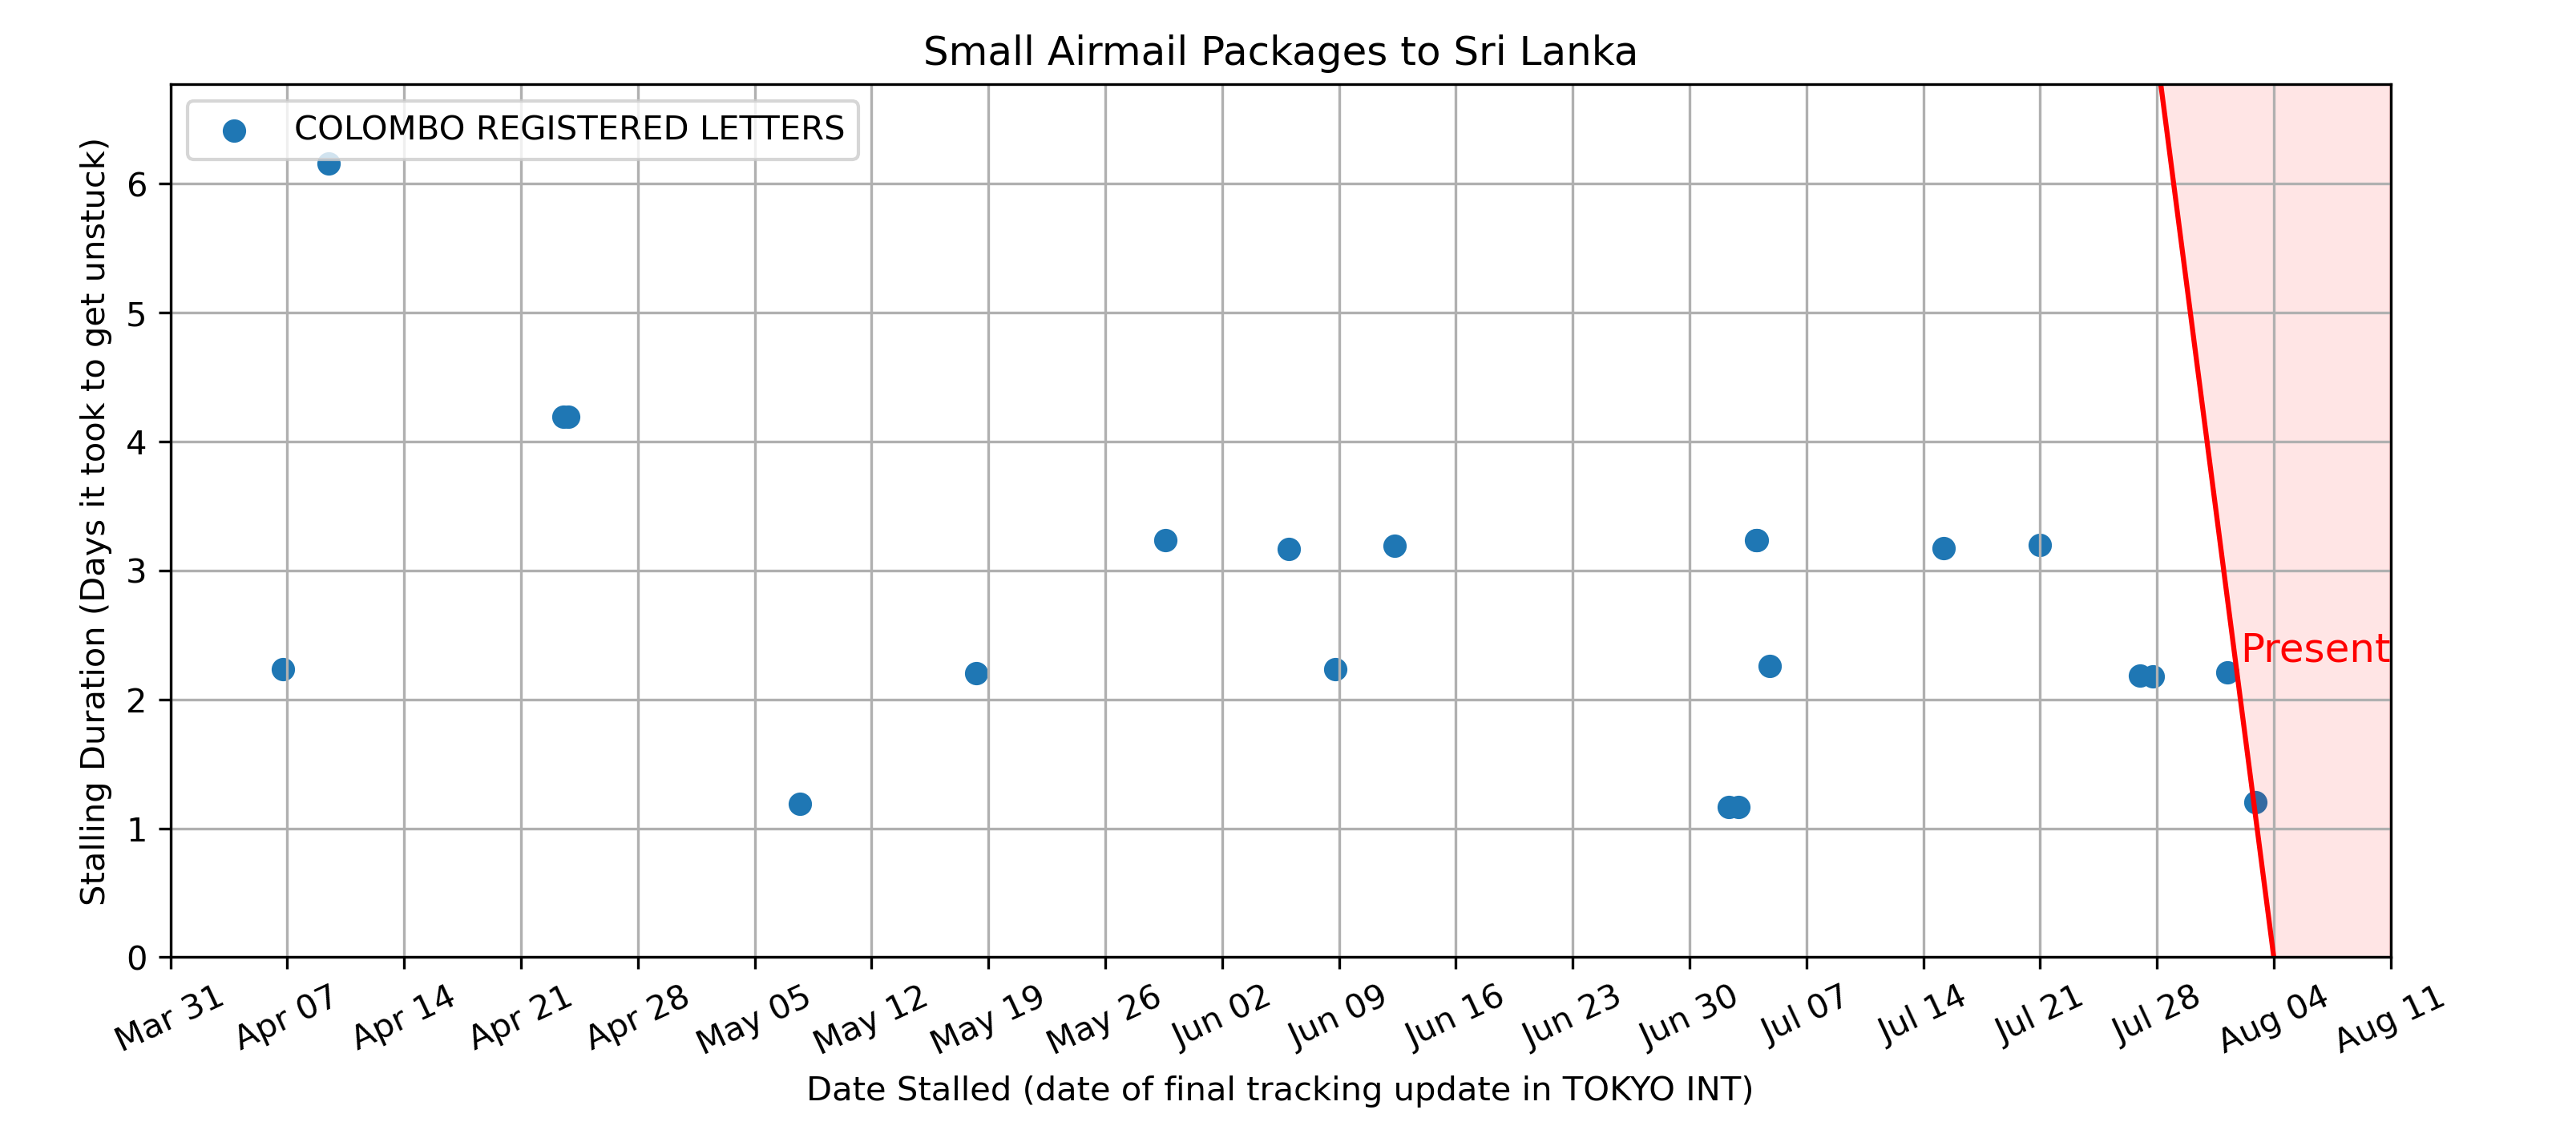 Small Airmail Packages to Sri Lanka
COLOMBO REGISTERED LETTERS
Stalling Duration (Days it took to get unstuck)
6
5
4
3
2
1
0
Present
Mar 31
Apr 07
Apr 14
Apr 21
Apr 28
May 05
May 12
May 19
May 26
Jun 02
Jun 09
Jun 16
Jun 23
Jun 30
Jul 07
Jul 14
Jul 21
Jul 28
Aug 04
Aug 11
Date Stalled (date of final tracking update in TOKYO INT)